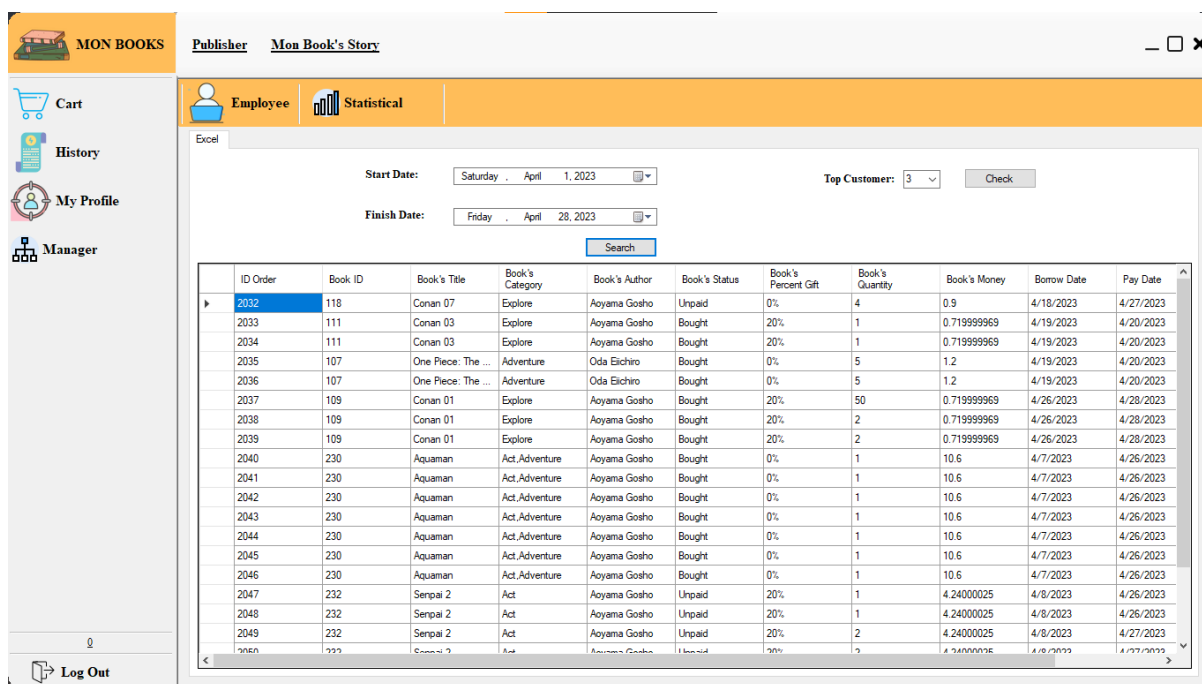 MON BOOKS Publisher Mon Book's Story
Cart
History
My Profile
Manager
0
Log Out
Employee Statistical
Excel
Start Date: Saturday , April 1, 2023 Top Customer: 3 Check
Finish Date: Friday , April 28, 2023
Search
ID Order Book ID Book's Title Book's Category Book's Author Book's Status Book's Percent Gift Book's Quantity Book's Money Borrow Date Pay Date
2032 118 Conan 07 Explore Aoyama Gosho Unpaid 0% 4 0.9 4/18/2023 4/27/2023
2033 111 Conan 03 Explore Aoyama Gosho Bought 20% 1 0.719999969 4/19/2023 4/20/2023
2034 111 Conan 03 Explore Aoyama Gosho Bought 20% 1 0.719999969 4/19/2023 4/20/2023
2035 107 One Piece: The ... Adventure Oda Eiichiro Bought 0% 5 1.2 4/19/2023 4/20/2023
2036 107 One Piece: The ... Adventure Oda Eiichiro Bought 0% 5 1.2 4/19/2023 4/20/2023
2037 109 Conan 01 Explore Aoyama Gosho Bought 20% 50 0.719999969 4/26/2023 4/28/2023
2038 109 Conan 01 Explore Aoyama Gosho Bought 20% 2 0.719999969 4/26/2023 4/28/2023
2039 109 Conan 01 Explore Aoyama Gosho Bought 20% 2 0.719999969 4/26/2023 4/28/2023
2040 230 Aquaman Act,Adventure Aoyama Gosho Bought 0% 1 10.6 4/7/2023 4/26/2023
2041 230 Aquaman Act,Adventure Aoyama Gosho Bought 0% 1 10.6 4/7/2023 4/26/2023
2042 230 Aquaman Act,Adventure Aoyama Gosho Bought 0% 1 10.6 4/7/2023 4/26/2023
2043 230 Aquaman Act,Adventure Aoyama Gosho Bought 0% 1 10.6 4/7/2023 4/26/2023
2044 230 Aquaman Act,Adventure Aoyama Gosho Bought 0% 1 10.6 4/7/2023 4/26/2023
2045 230 Aquaman Act,Adventure Aoyama Gosho Bought 0% 1 10.6 4/7/2023 4/26/2023
2046 230 Aquaman Act,Adventure Aoyama Gosho Bought 0% 1 10.6 4/7/2023 4/26/2023
2047 232 Senpai 2 Act Aoyama Gosho Unpaid 20% 1 4.24000025 4/8/2023 4/26/2023
2048 232 Senpai 2 Act Aoyama Gosho Unpaid 20% 1 4.24000025 4/8/2023 4/26/2023
2049 232 Senpai 2 Act Aoyama Gosho Unpaid 20% 2 4.24000025 4/8/2023 4/27/2023
2050 232 Senpai 2 Act Aoyama Gosho Unpaid 20% 2 4.24000025 4/8/2023 4/27/2023